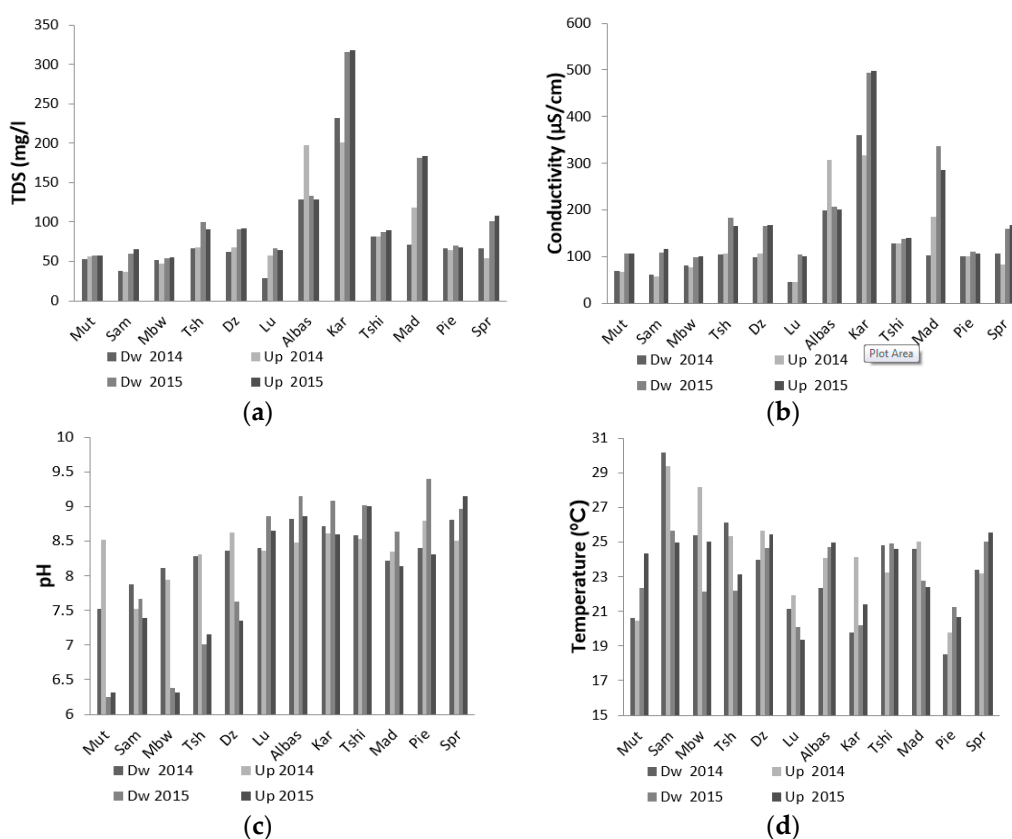 TDS (mg/l)
350
300
250
200
150
100
50
0
Mut Sam Mbw Tsh Dz Lu Albas Kar Tshi Mad Pie Spr
Dw 2014 Up 2014
Dw 2015 Up 2015
(a)
Conductivity (µS/cm)
600
500
400
300
200
100
0
Mut Sam Mbw Tsh Dz Lu Albas Kar Tshi Mad Pie Spr
Plot Area
Dw 2014 Up 2014
Dw 2015 Up 2015
(b)
pH
10
9.5
9
8.5
8
7.5
7
6.5
6
Mut Sam Mbw Tsh Dz Lu Albas Kar Tshi Mad Pie Spr
Dw 2014 Up 2014
Dw 2015 Up 2015
(c)
Temperature (°C)
31
29
27
25
23
21
19
17
15
Mut Sam Mbw Tsh Dz Lu Albas Kar Tshi Mad Pie Spr
Dw 2014 Up 2014
Dw 2015 Up 2015
(d)